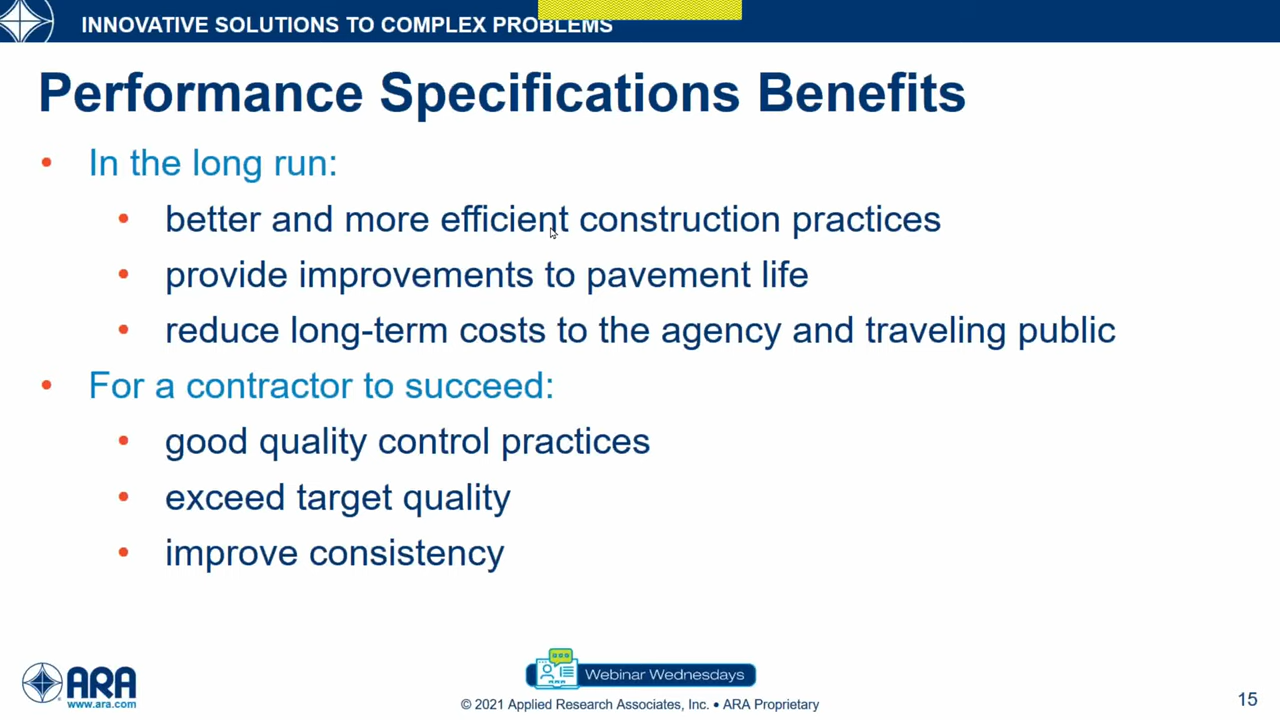 INNOVATIVE SOLUTIONS TO COMPLEX PROBLEMS
Performance Specifications Benefits
• In the long run:
• better and more efficient construction practices
• provide improvements to pavement life
• reduce long-term costs to the agency and traveling public
• For a contractor to succeed:
• good quality control practices
• exceed target quality
• improve consistency
ARA
www.ara.com
Webinar Wednesdays
© 2021 Applied Research Associates, Inc. • ARA Proprietary
15